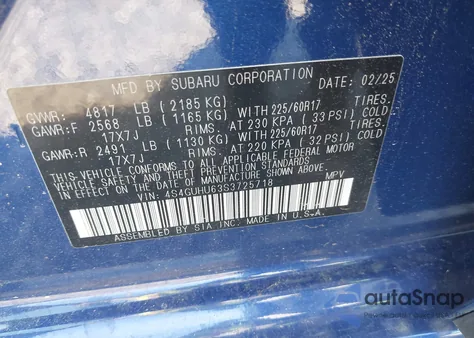 MFD BY SUBARU CORPORATION 02/25
GVWR: 4817 LB (2185 KG)
GAWR:F 2568 LB (1165 KG) WITH 225/60R17 TIRES.
17X7J RIMS. AT 230 KPA (33 PSI) COLD
GAWR:R 2491 LB (1130 KG) WITH 225/60R17 TIRES.
17X7J RIMS. AT 220 KPA (32 PSI) COLD
THIS VEHICLE CONFORMS TO ALL APPLICABLE FEDERAL MOTOR
VEHICLE SAFETY AND THEFT PREVENTION STANDARDS IN EFFECT
ON THE DATE OF MANUFACTURE SHOWN ABOVE.
VIN: 4S4GUHU63S3725718 MPV
ASSEMBLED BY SIA INC. MADE IN U.S.A.
autoSnap